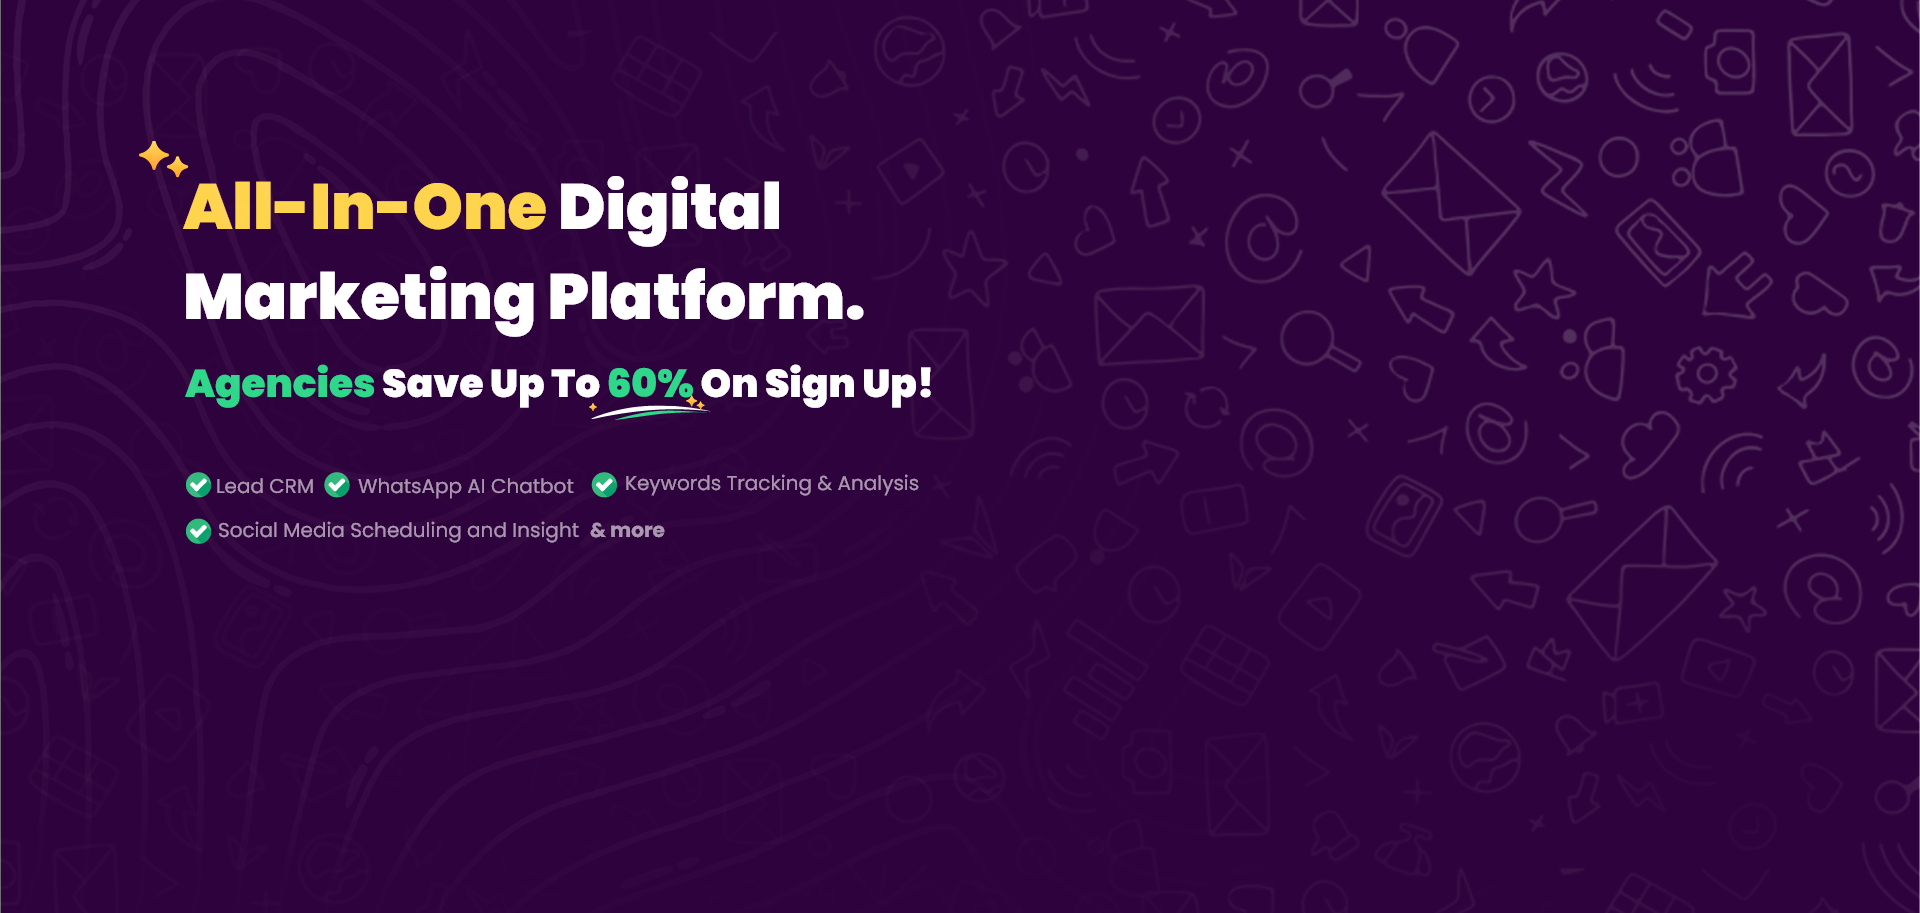 All-In-One Digital
Marketing Platform.
Agencies Save Up To 60% On Sign Up!
Lead CRM WhatsApp AI Chatbot Keywords Tracking & Analysis
Social Media Scheduling and Insight & more